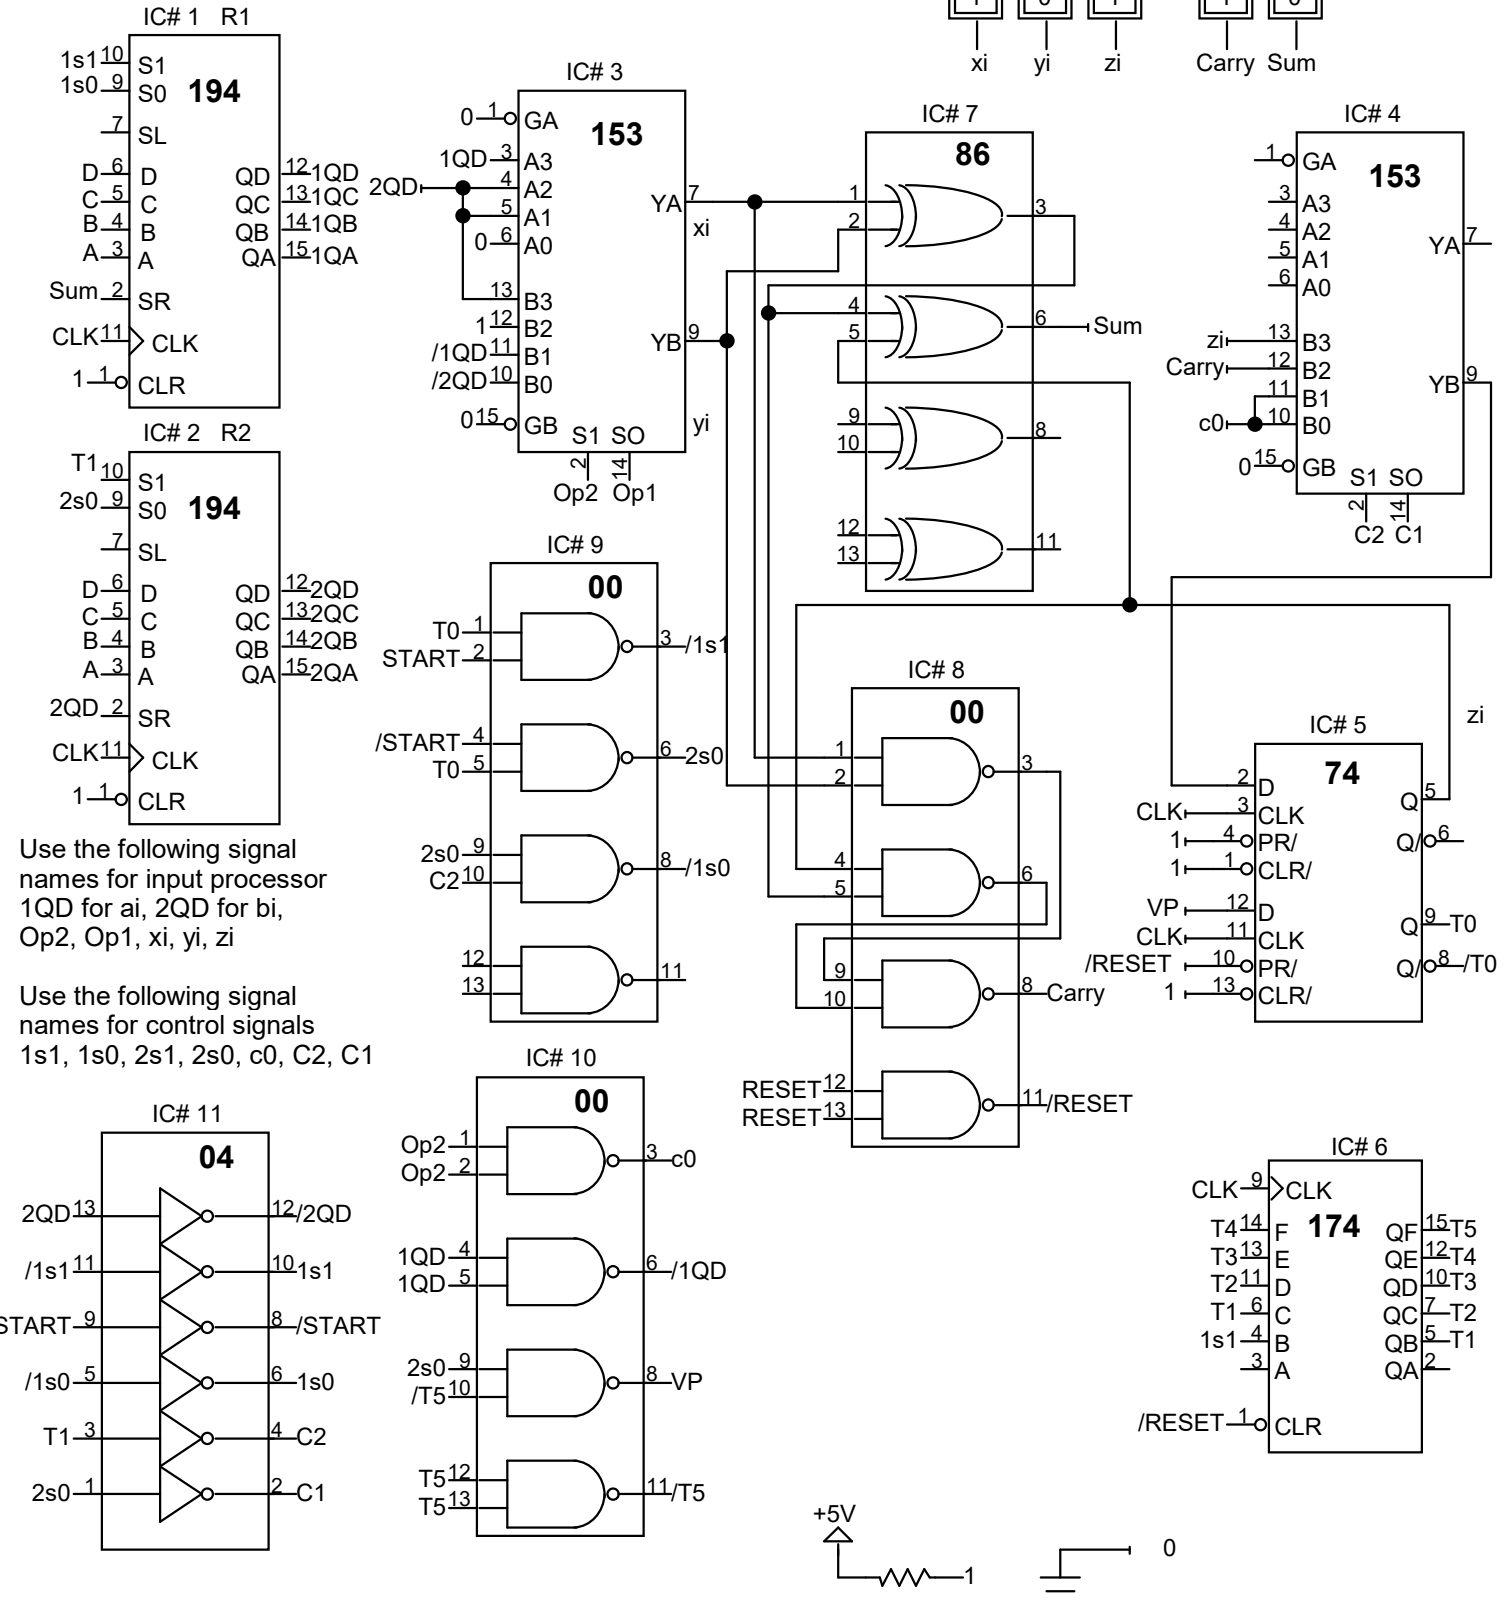 IC# 1 R1
1s1 10 S1
1s0 9 S0
194
7 SL
D 6 D QD 12 1QD
C 5 C QC 13 1QC
B 4 B QB 14 1QB
A 3 A QA 15 1QA
Sum 2 SR
CLK 11 CLK
1 1 CLR
IC# 2 R2
T1 10 S1
2s0 9 S0
194
7 SL
D 6 D QD 12 2QD
C 5 C QC 13 2QC
B 4 B QB 14 2QB
A 3 A QA 15 2QA
2QD 2 SR
CLK 11 CLK
1 1 CLR
Use the following signal
names for input processor
1QD for ai, 2QD for bi,
Op2, Op1, xi, yi, zi
Use the following signal
names for control signals
1s1, 1s0, 2s1, 2s0, c0, C2, C1
IC# 11
04
2QD 13 12 /2QD
/1s1 11 10 1s1
START 9 8 /START
/1s0 5 6 1s0
T1 3 4 C2
2s0 1 2 C1
IC# 3
0 1 GA
153
1QD 3 A3
2QD 4 A2
5 A1
0 6 A0
YA 7
xi
13 B3
1 12 B2
/1QD 11 B1
/2QD 10 B0
YB 9
0 15 GB
yi
S1 SO
2 14
Op2 Op1
IC# 9
00
T0 1
START 2
3 /1s1
/START 4
T0 5
6 2s0
2s0 9
C2 10
8 /1s0
12
13
11
IC# 10
00
Op2 1
Op2 2
3 c0
1QD 4
1QD 5
6 /1QD
2s0 9
/T5 10
8 VP
T5 12
T5 13
11 /T5
xi yi zi Carry Sum
IC# 7
86
1
2
3
4
5
6 Sum
9
10
8
12
13
11
IC# 8
00
1
2
3
4
5
6
9
10
8 Carry
RESET 12
RESET 13
11 /RESET
IC# 4
1 GA
153
3 A3
4 A2
5 A1
6 A0
YA 7
zi 13 B3
Carry 12 B2
11 B1
c0 10 B0
YB 9
0 15 GB
S1 SO
2 14
C2 C1
zi
IC# 5
74
2 D
CLK 3 CLK
1 4 PR/
1 1 CLR/
Q 5
Q/ 6
VP 12 D
CLK 11 CLK
/RESET 10 PR/
1 13 CLR/
Q 9 T0
Q/ 8 /T0
IC# 6
CLK 9 CLK
174
T4 14 F QF 15 T5
T3 13 E QE 12 T4
T2 11 D QD 10 T3
T1 6 C QC 7 T2
1s1 4 B QB 5 T1
3 A QA 2
/RESET 1 CLR
+5V
1
0